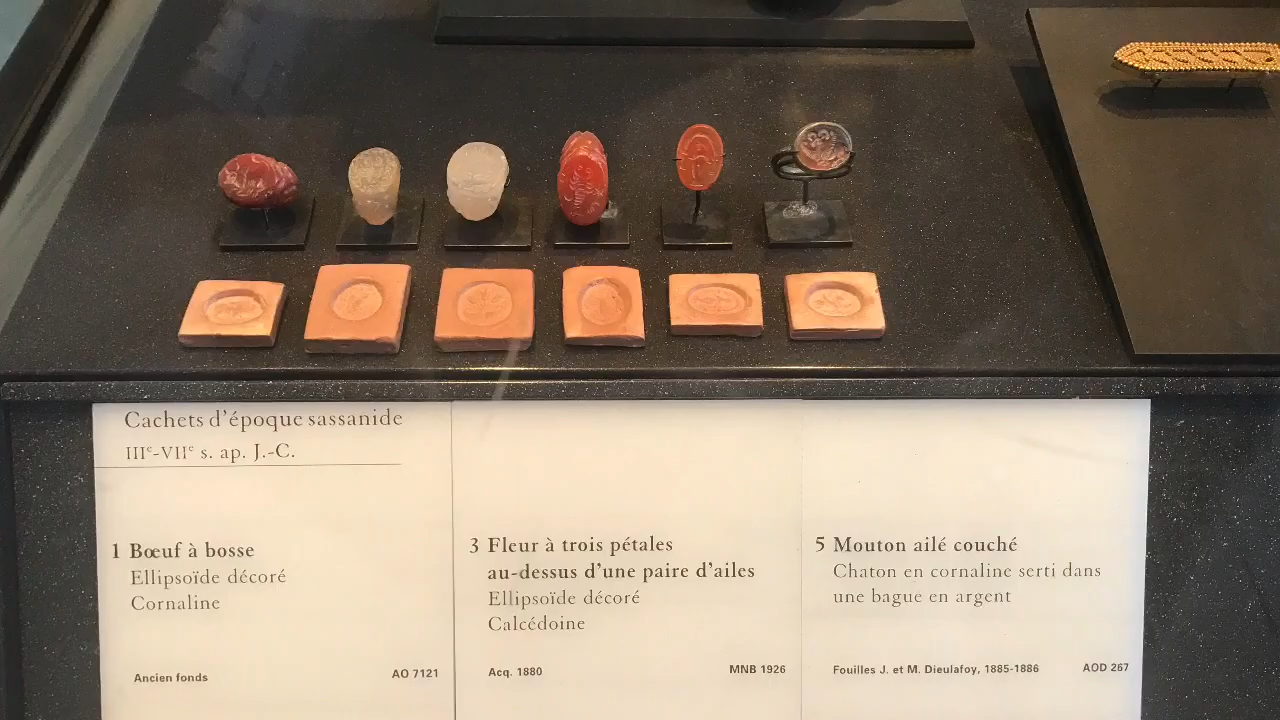 Cachets d'époque sassanide
IIIe-VIIe s. ap. J.-C.
1 Bœuf à bosse
Ellipsoïde décoré
Cornaline
Ancien fonds AO 7121
3 Fleur à trois pétales
au-dessus d'une paire d'ailes
Ellipsoïde décoré
Calcédoine
Acq. 1880 MNB 1926
5 Mouton ailé couché
Chaton en cornaline serti dans
une bague en argent
Fouilles J. et M. Dieulafoy, 1885-1886 AOD 267